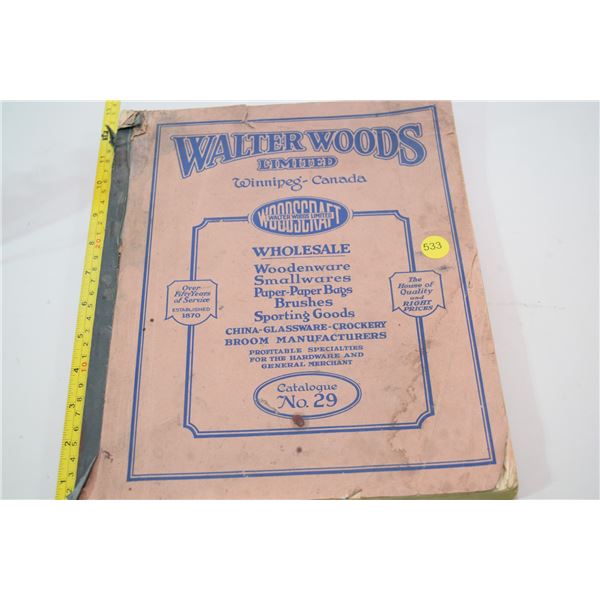 WALTER WOODS
LIMITED
Winnipeg-Canada
WOODSCRAFT
WALTER WOODS LIMITED
533
WHOLESALE
Woodenware
Smallwares
Paper-Paper Bags
Brushes
Sporting Goods
CHINA-GLASSWARE-CROCKERY
BROOM MANUFACTURERS
PROFITABLE SPECIALTIES
FOR THE HARDWARE AND
GENERAL MERCHANT
Over
Fifty Years
of Service
ESTABLISHED
1870
The
House of
Quality
and
RIGHT
PRICES
Catalogue
No. 29